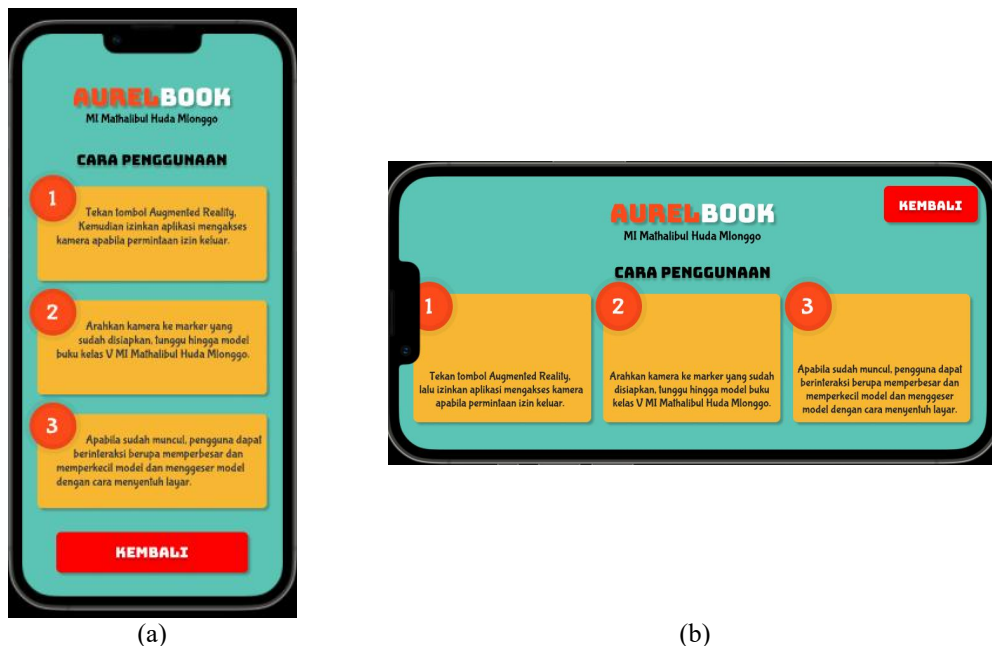 AURELBOOK
MI Mathalibul Huda Mlonggo
CARA PENGGUNAAN
1
Tekan tombol Augmented Reality,
Kemudian izinkan aplikasi mengakses
kamera apabila permintaan izin keluar.
2
Arahkan kamera ke marker yang
sudah disiapkan, tunggu hingga model
buku kelas V MI Mathalibul Huda Mlonggo.
3
Apabila sudah muncul, pengguna dapat
berinteraksi berupa memperbesar dan
memperkecil model dan menggeser model
dengan cara menyentuh layar.
KEMBALI
(a)
KEMBALI
AURELBOOK
MI Mathalibul Huda Mlonggo
CARA PENGGUNAAN
1
Tekan tombol Augmented Reality,
lalu izinkan aplikasi mengakses kamera
apabila permintaan izin keluar.
2
Arahkan kamera ke marker yang sudah
disiapkan, tunggu hingga model buku
kelas V MI Mathalibul Huda Mlonggo.
3
Apabila sudah muncul, pengguna dapat
berinteraksi berupa memperbesar dan
memperkecil model dan menggeser
model dengan cara menyentuh layar.
(b)